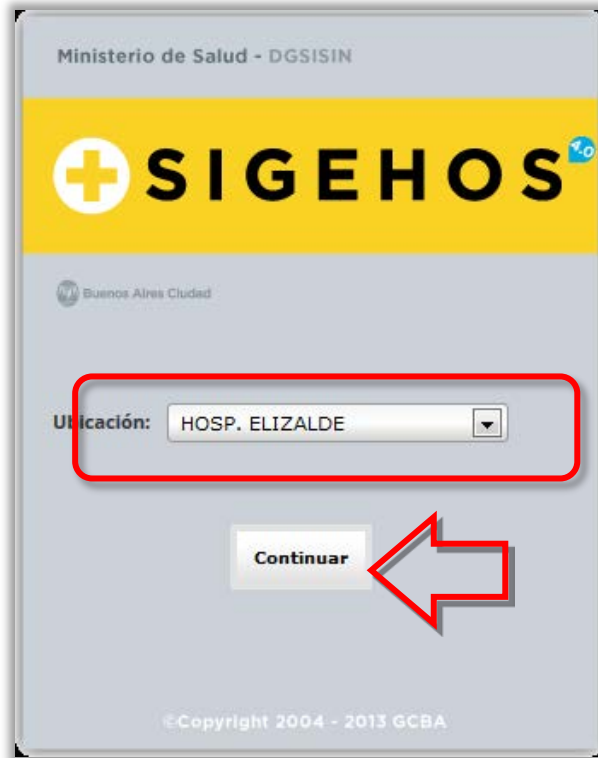 Ministerio de Salud - DGSISIN
SIGEHOS 4.0
Buenos Aires Ciudad
Ubicación: HOSP. ELIZALDE
Continuar
©Copyright 2004 - 2013 GCBA